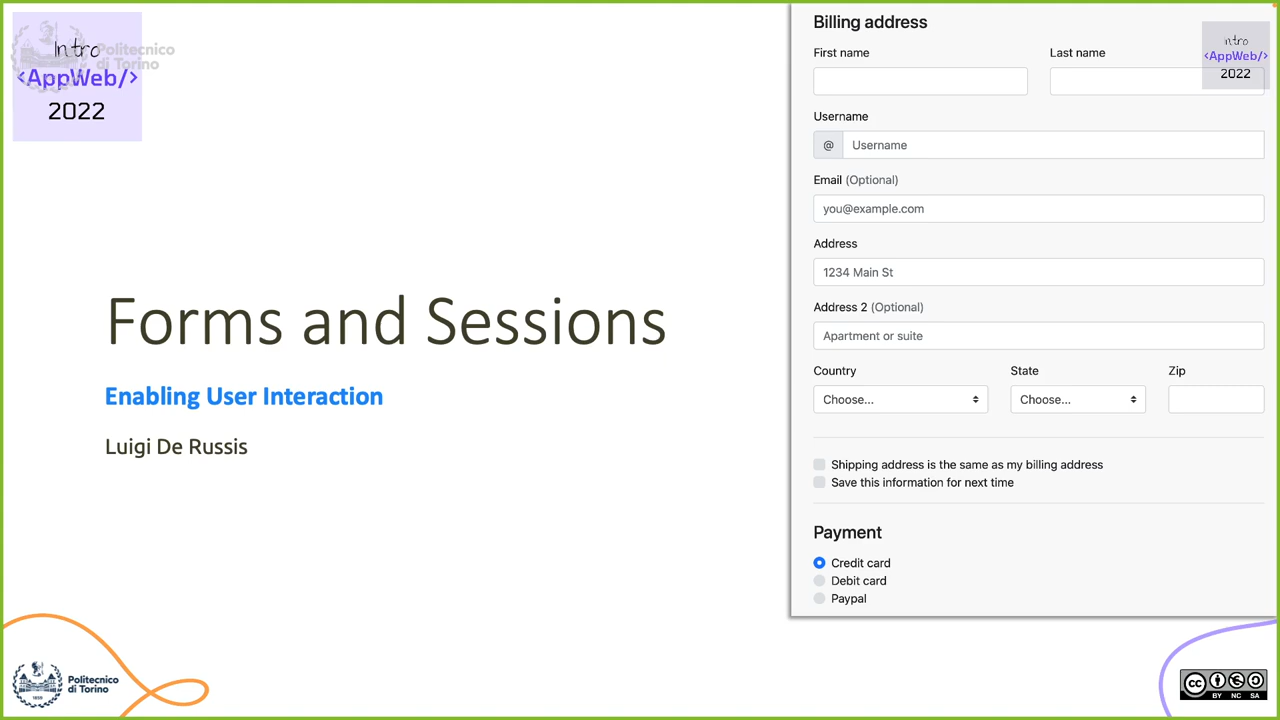 Intro
<AppWeb/>
2022
Politecnico
di Torino
Forms and Sessions
Enabling User Interaction
Luigi De Russis
Politecnico
di Torino
1859
Billing address
First name
Last name
Username
@ Username
Email (Optional)
you@example.com
Address
1234 Main St
Address 2 (Optional)
Apartment or suite
Country
State
Zip
Choose...
Choose...
Shipping address is the same as my billing address
Save this information for next time
Payment
Credit card
Debit card
Paypal
Intro
<AppWeb/>
2022
CC BY NC SA